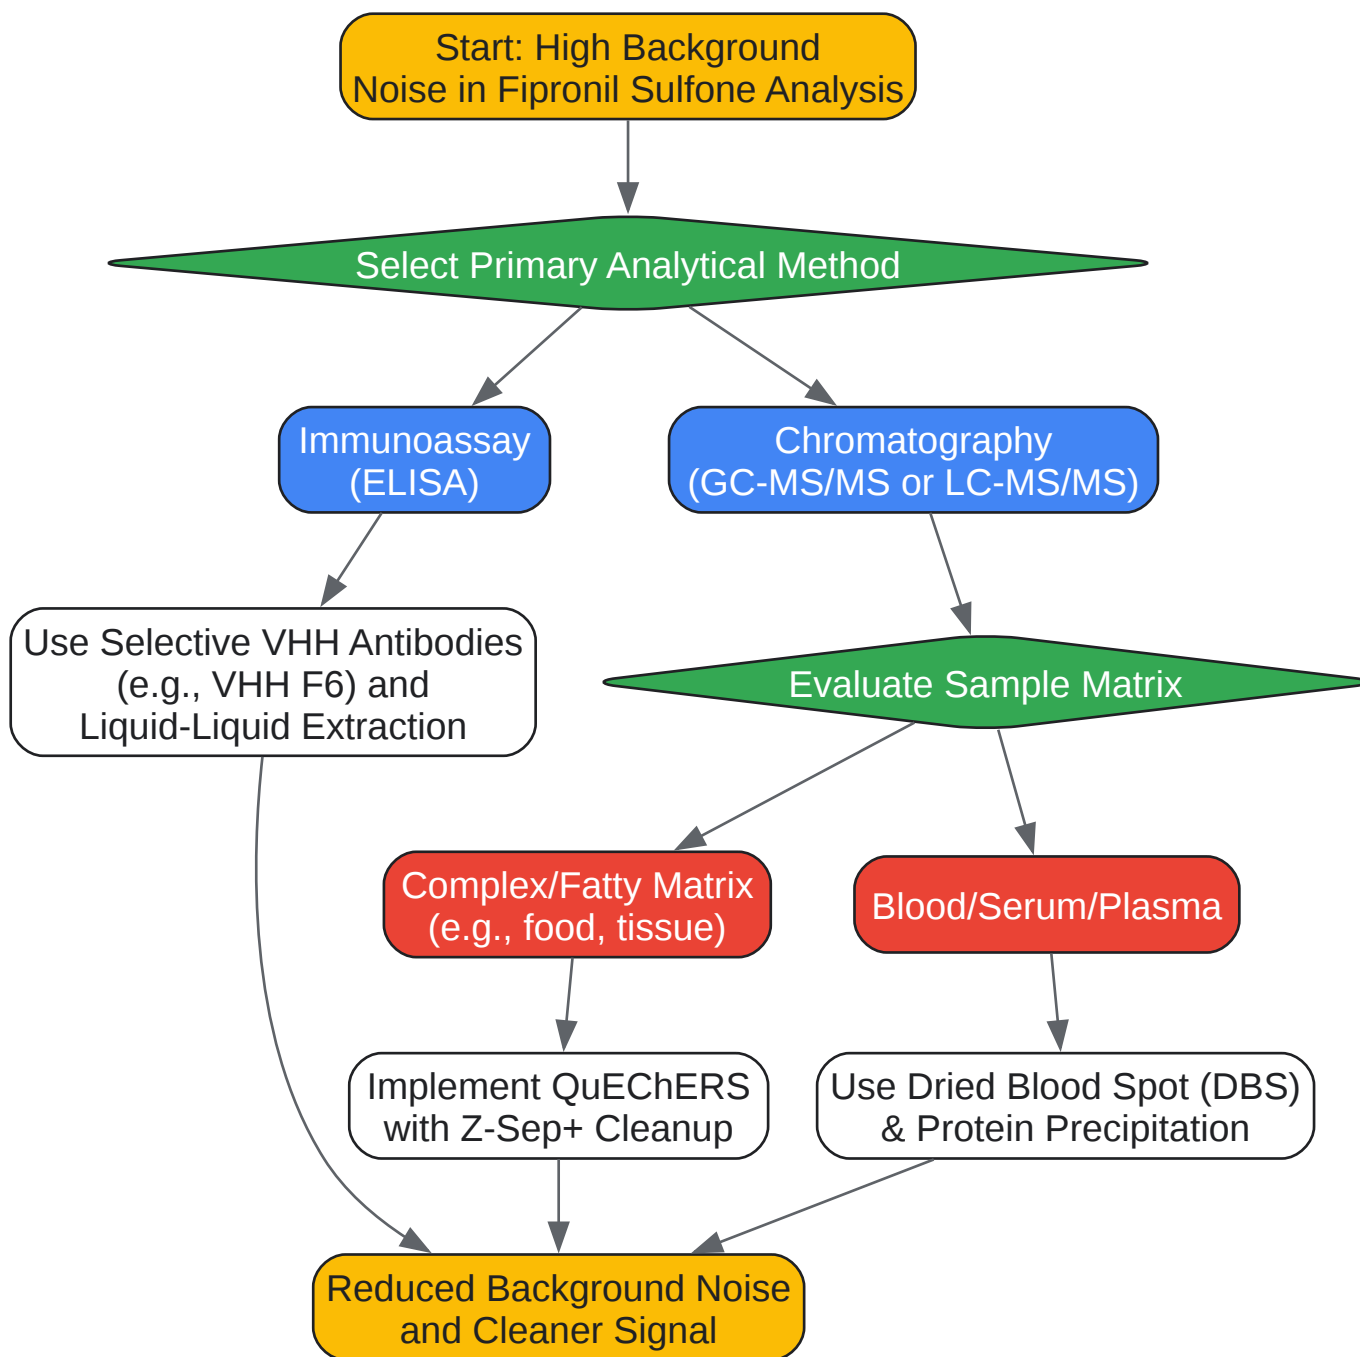 Start: High Background
Noise in Fipronil Sulfone Analysis
Select Primary Analytical Method
Immunoassay
(ELISA)
Chromatography
(GC-MS/MS or LC-MS/MS)
Use Selective VHH Antibodies
(e.g., VHH F6) and
Liquid-Liquid Extraction
Evaluate Sample Matrix
Complex/Fatty Matrix
(e.g., food, tissue)
Blood/Serum/Plasma
Implement QuEChERS
with Z-Sep+ Cleanup
Use Dried Blood Spot (DBS)
& Protein Precipitation
Reduced Background Noise
and Cleaner Signal